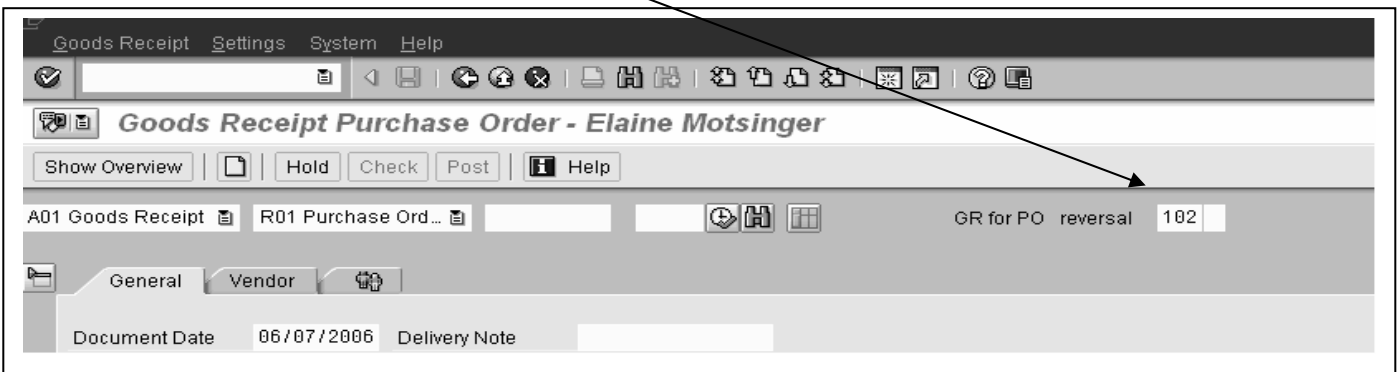 Goods Receipt Settings System Help
Goods Receipt Purchase Order - Elaine Motsinger
Show Overview Hold Check Post Help
A01 Goods Receipt R01 Purchase Ord... GR for PO reversal 102
General Vendor
Document Date 06/07/2006 Delivery Note